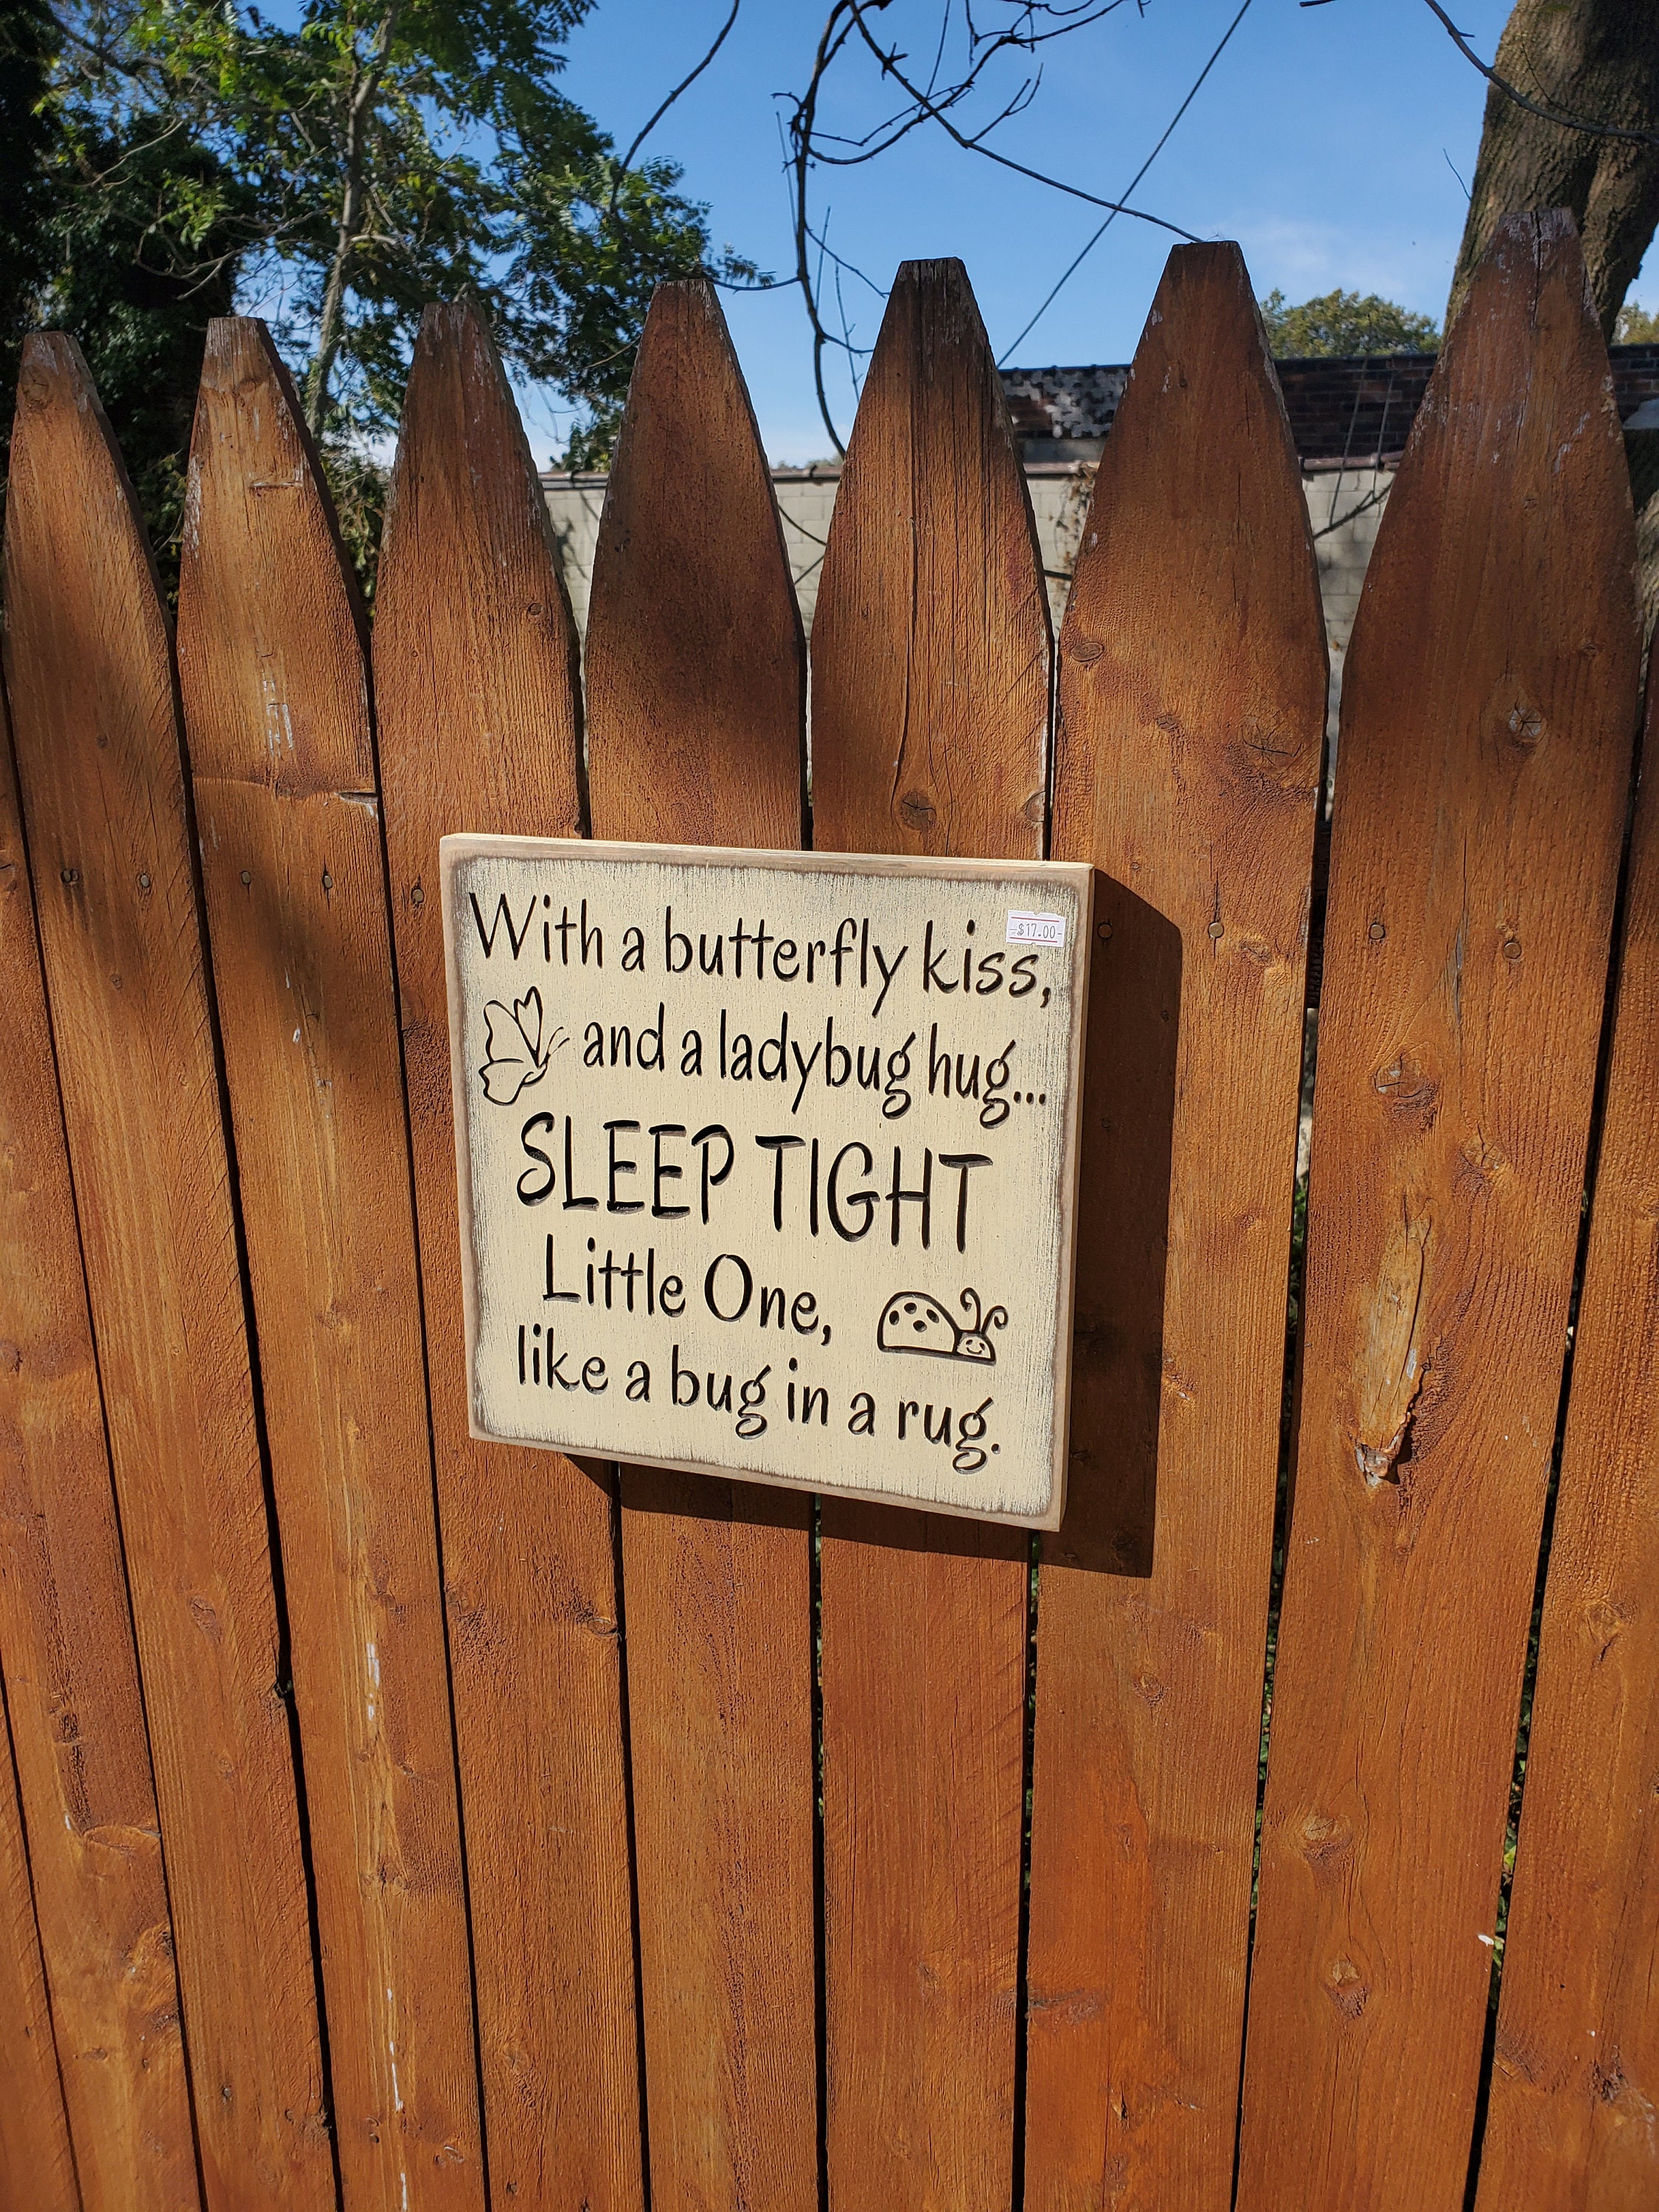 With a butterfly kiss,
$17.00
and a ladybug hug...
SLEEP TIGHT
Little One,
like a bug in a rug.